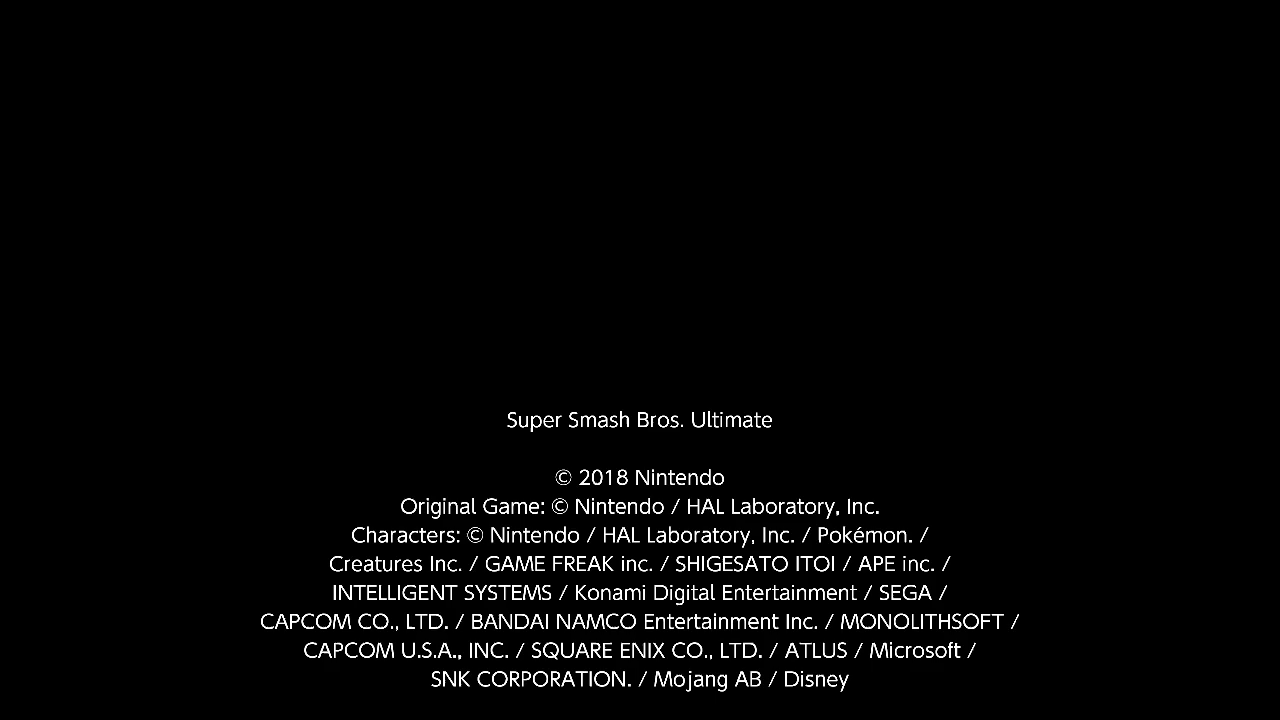 Super Smash Bros. Ultimate
© 2018 Nintendo
Original Game: © Nintendo / HAL Laboratory, Inc.
Characters: © Nintendo / HAL Laboratory, Inc. / Pokémon. /
Creatures Inc. / GAME FREAK inc. / SHIGESATO ITOI / APE inc. /
INTELLIGENT SYSTEMS / Konami Digital Entertainment / SEGA /
CAPCOM CO., LTD. / BANDAI NAMCO Entertainment Inc. / MONOLITHSOFT /
CAPCOM U.S.A., INC. / SQUARE ENIX CO., LTD. / ATLUS / Microsoft /
SNK CORPORATION. / Mojang AB / Disney